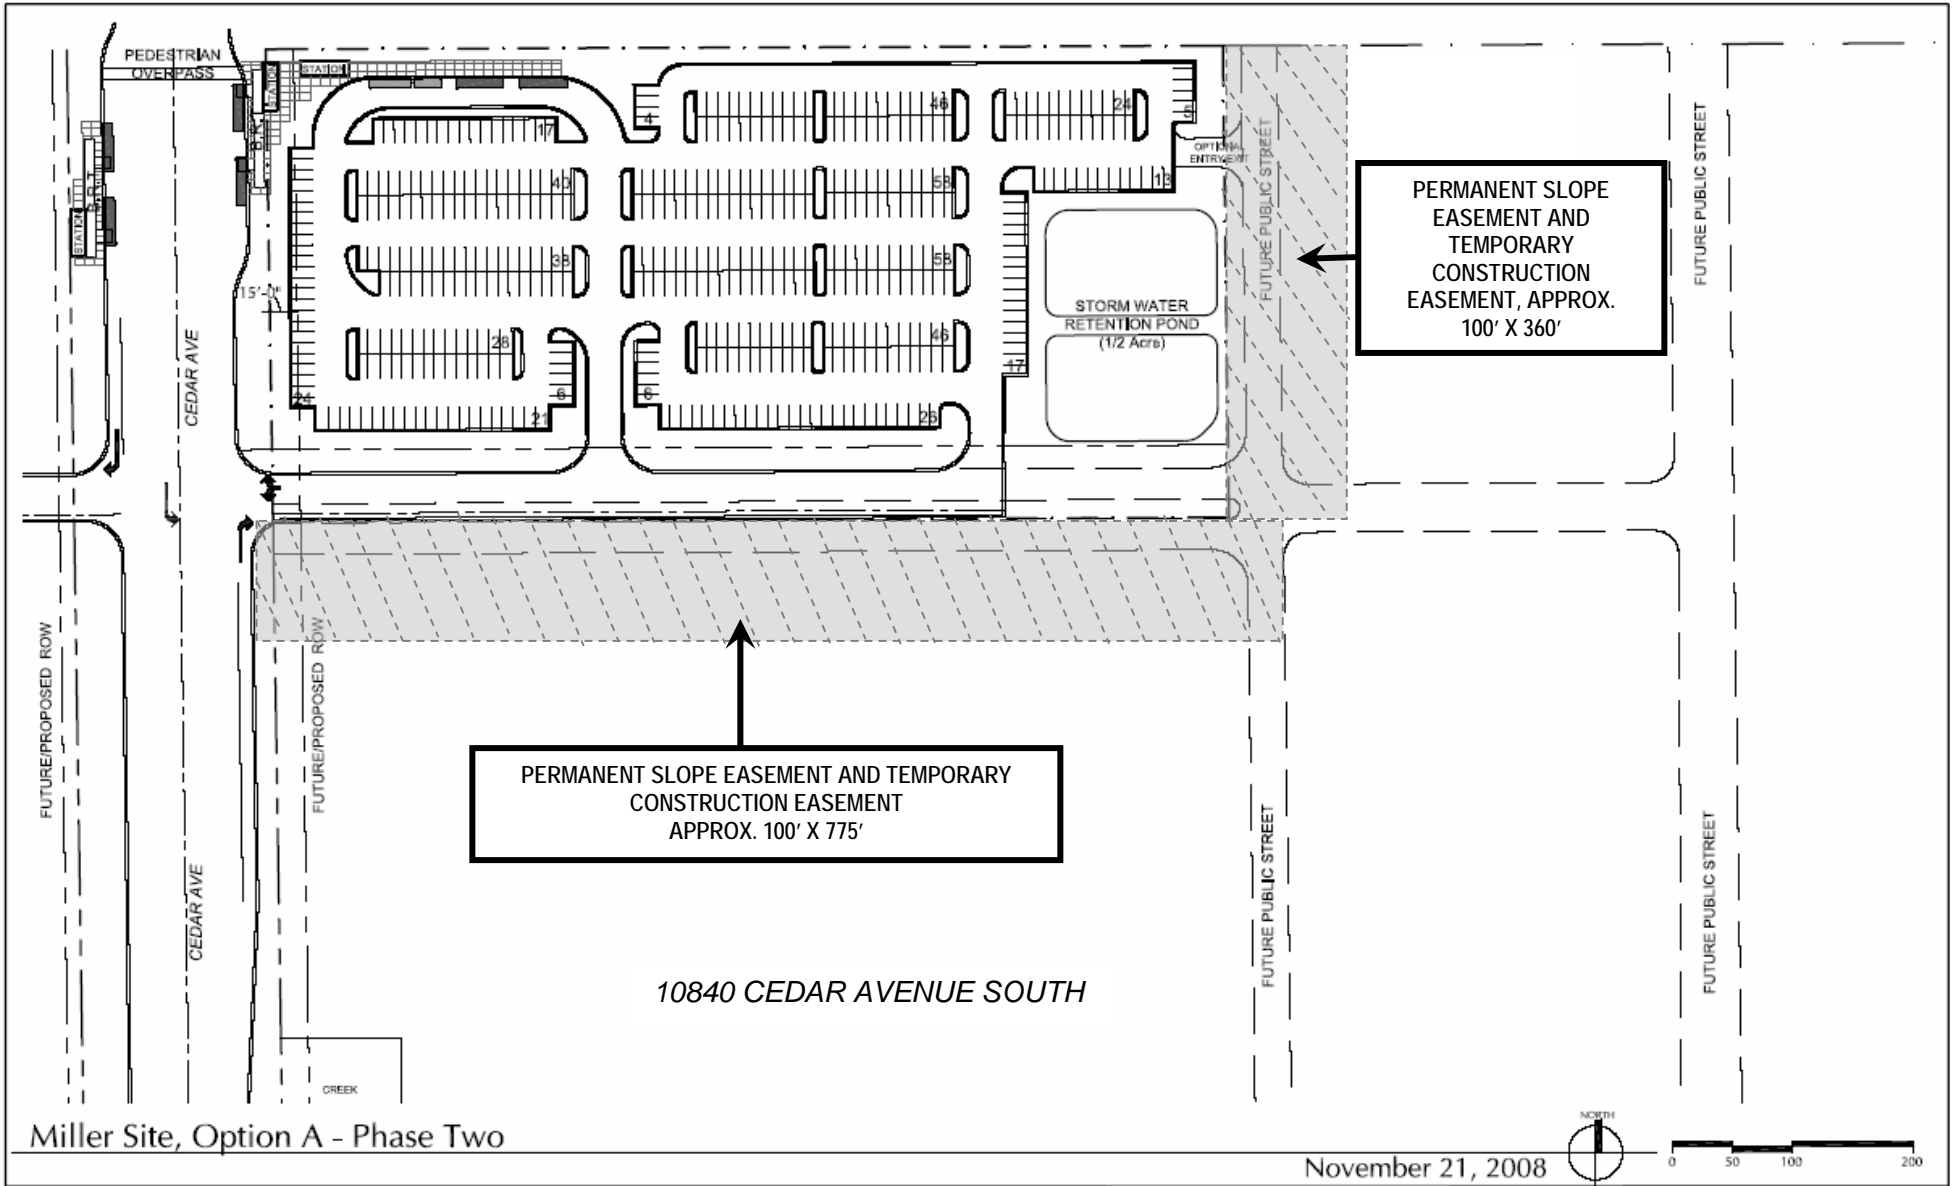 PEDESTRIAN
OVERPASS
STATION
STATION
B.R.T.
B.R.T.
STATION
17
4
46
24
5
OPTIONAL
ENTRY/EXIT
40
58
13
38
58
15'-0"
28
46
24
6
6
17
21
26
STORM WATER
RETENTION POND
(1/2 Acre)
FUTURE PUBLIC STREET
FUTURE PUBLIC STREET
PERMANENT SLOPE
EASEMENT AND
TEMPORARY
CONSTRUCTION
EASEMENT, APPROX.
100' X 360'
CEDAR AVE
FUTURE/PROPOSED ROW
FUTURE/PROPOSED ROW
PERMANENT SLOPE EASEMENT AND TEMPORARY
CONSTRUCTION EASEMENT
APPROX. 100' X 775'
CEDAR AVE
FUTURE PUBLIC STREET
FUTURE PUBLIC STREET
10840 CEDAR AVENUE SOUTH
CREEK
Miller Site, Option A - Phase Two
November 21, 2008
NORTH
0 50 100 200